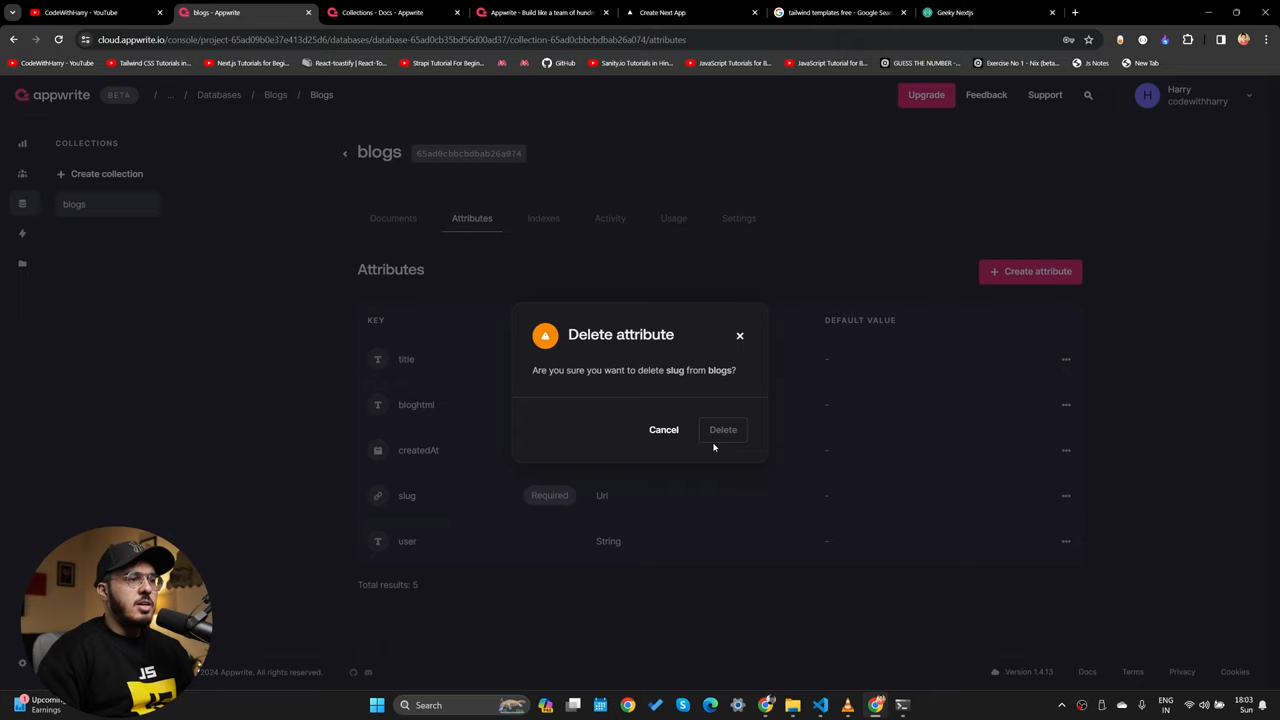 CodeWithHarry - YouTube
blogs - Appwrite
Collections - Docs - Appwrite
Appwrite - Build like a team of hundre
Create Next App
tailwind templates free - Google Sear
Geeky Nextjs
cloud.appwrite.io/console/project-65ad09b0e37e413d25d6/databases/database-65ad0cb35bd56d00ad37/collection-65ad0cbbcbdbab26a074/attributes
CodeWithHarry - YouTube
Tailwind CSS Tutorials in...
Next.js Tutorials for Begi...
React-toastify | React-To...
Strapi Tutorial For Begin...
GitHub
Sanity.io Tutorials in Hin...
JavaScript Tutorials for B...
JavaScript Tutorial for B...
GUESS THE NUMBER -...
Exercise No 1 - Nix (beta...
Js Notes
New Tab
appwrite
BETA
/ ... / Databases / Blogs / Blogs
Upgrade
Feedback
Support
H
Harry
codewithharry
COLLECTIONS
+ Create collection
blogs
blogs
65ad0cbbcbdbab26a074
Documents
Attributes
Indexes
Activity
Usage
Settings
Attributes
+ Create attribute
KEY
DEFAULT VALUE
title
-
bloghtml
-
createdAt
-
slug
Required
Url
-
user
String
-
Delete attribute
Are you sure you want to delete slug from blogs?
Cancel
Delete
Total results: 5
2024 Appwrite. All rights reserved.
Version 1.4.13
Docs
Terms
Privacy
Cookies
JS
1
Upcoming
Earnings
Search
ENG
IN
18:03
Sun